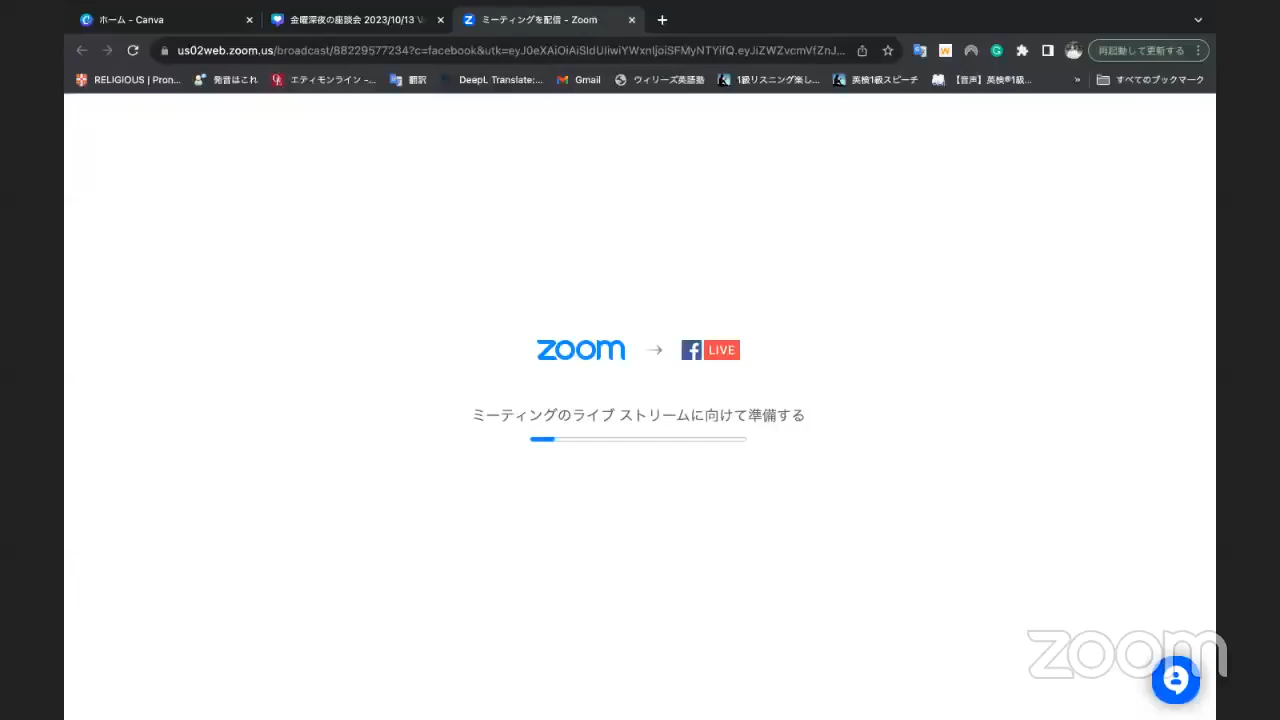 ホーム - Canva
金曜深夜の座談会 2023/10/13 V
ミーティングを配信 - Zoom
us02web.zoom.us/broadcast/88229577234?c=facebook&utk=
再起動して更新する
RELIGIOUS | Pron...
発音はこれ
エティモンライン -...
翻訳
DeepL Translate:...
Gmail
ウィリーズ英語塾
1級リスニング楽し...
英検1級スピーチ
【音声】英検®1級...
»
すべてのブックマーク
zoom → f LIVE
ミーティングのライブ ストリームに向けて準備する
zoom